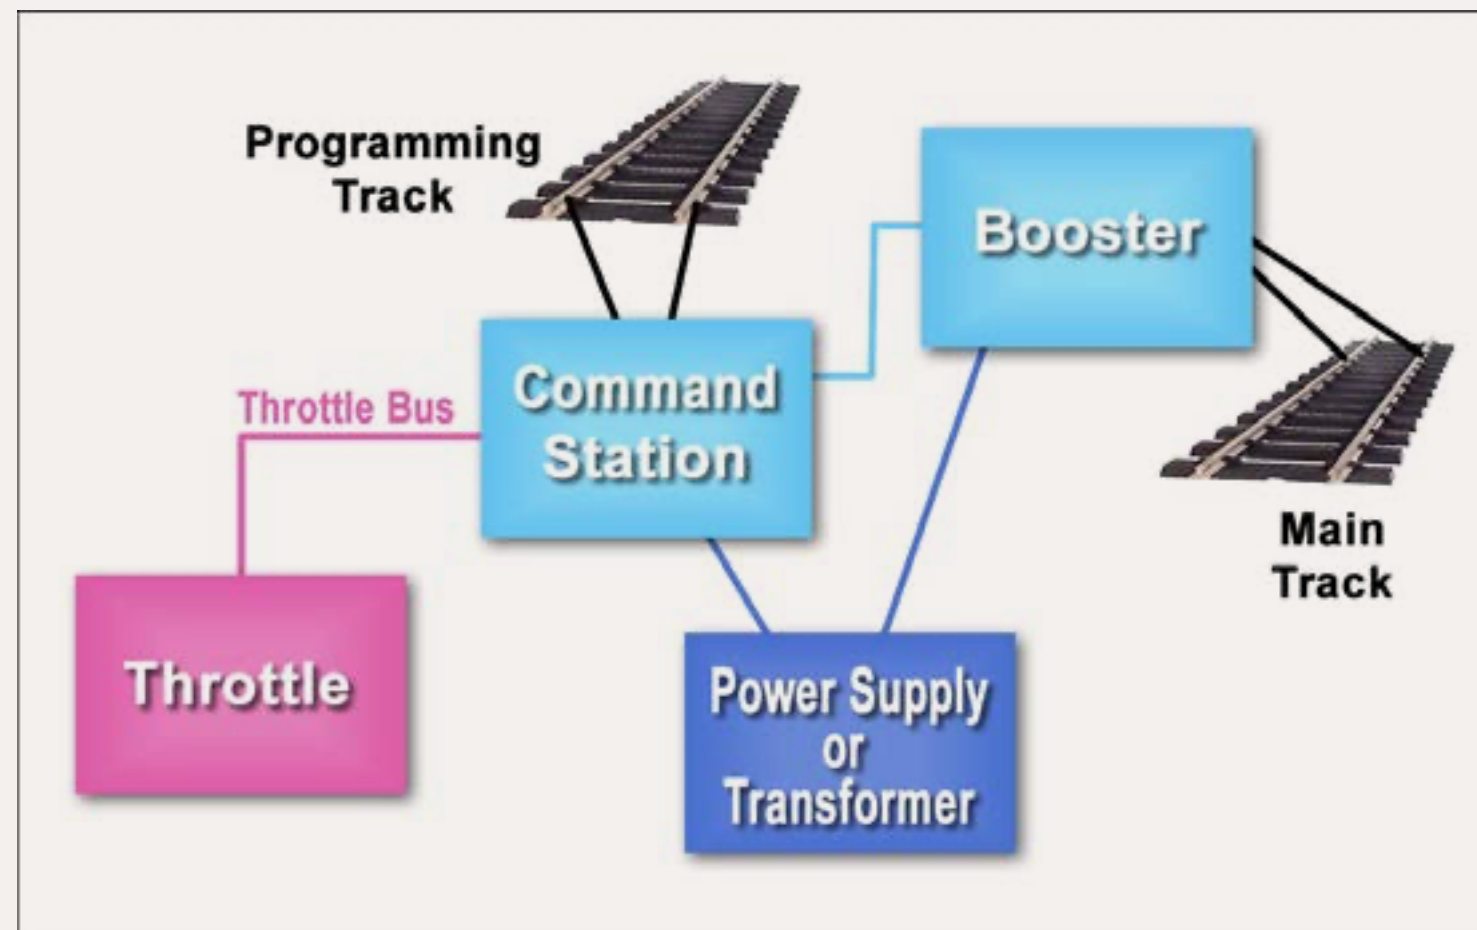 Programming
Track
Booster
Command
Station
Throttle Bus
Main
Track
Throttle
Power Supply
or
Transformer